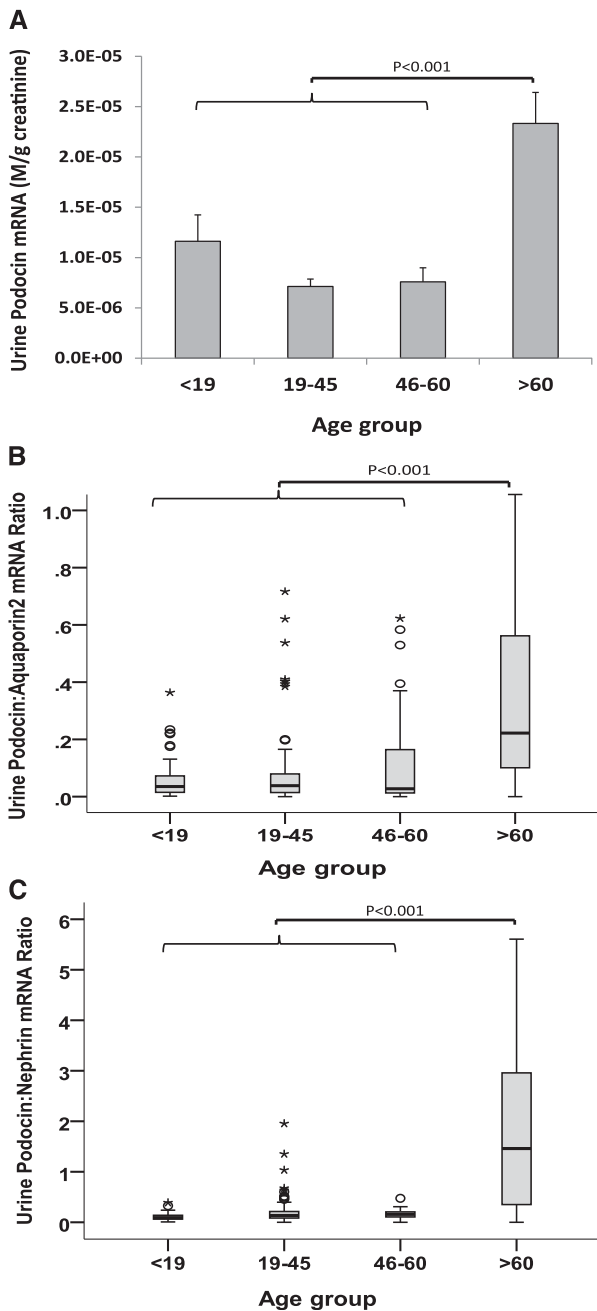 A
Urine Podocin mRNA (M/g creatinine)
3.0E-05
2.5E-05
2.0E-05
1.5E-05
1.0E-05
5.0E-06
0.0E+00
P<0.001
<19 19-45 46-60 >60
Age group
B
Urine Podocin:Aquaporin2 mRNA Ratio
1.0
.8
.6
.4
.2
.0
P<0.001
<19 19-45 46-60 >60
Age group
C
Urine Podocin:Nephrin mRNA Ratio
6
5
4
3
2
1
0
P<0.001
<19 19-45 46-60 >60
Age group